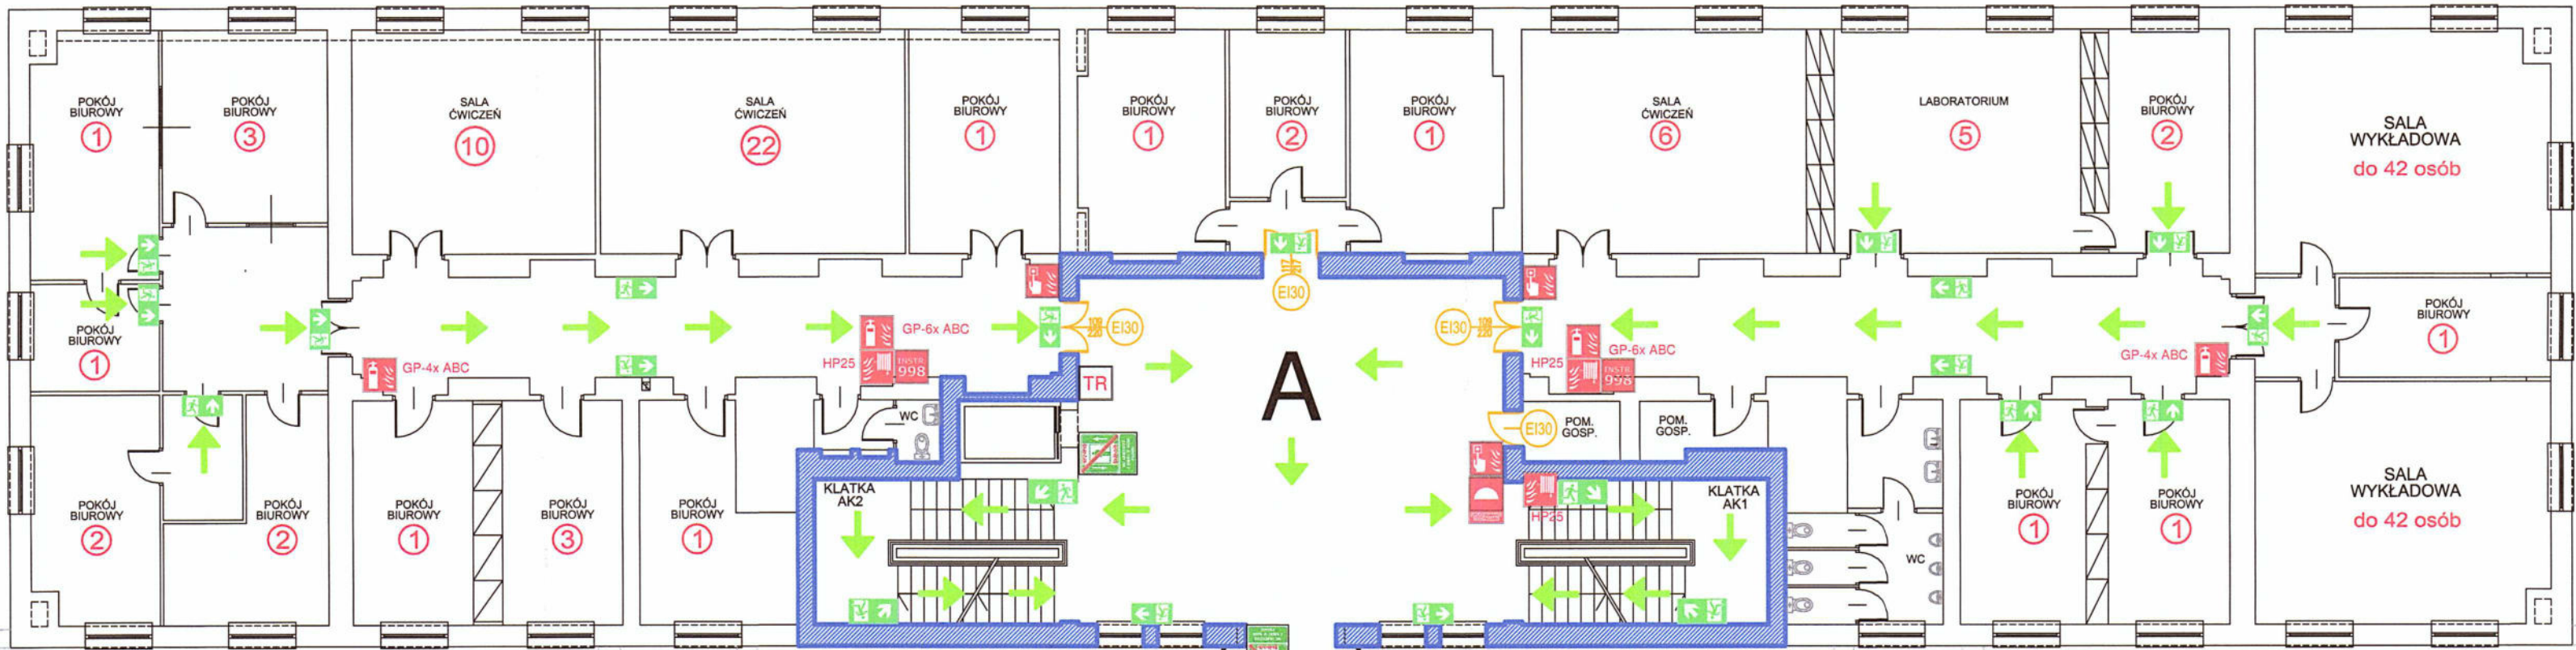 POKÓJ
BIUROWY
1
POKÓJ
BIUROWY
3
SALA
ĆWICZEŃ
10
SALA
ĆWICZEŃ
22
POKÓJ
BIUROWY
1
POKÓJ
BIUROWY
1
POKÓJ
BIUROWY
2
POKÓJ
BIUROWY
1
SALA
ĆWICZEŃ
6
LABORATORIUM
5
POKÓJ
BIUROWY
2
SALA
WYKŁADOWA
do 42 osób
POKÓJ
BIUROWY
1
EI30
EI30
EI30
GP-6x ABC
HP25
INSTR.
998
GP-4x ABC
GP-6x ABC
HP25
INSTR.
998
GP-4x ABC
POKÓJ
BIUROWY
1
TR
A
WC
EI30
POM.
GOSP.
POM.
GOSP.
POKÓJ
BIUROWY
2
POKÓJ
BIUROWY
2
POKÓJ
BIUROWY
1
POKÓJ
BIUROWY
3
POKÓJ
BIUROWY
1
KLATKA
AK2
HP25
KLATKA
AK1
WC
POKÓJ
BIUROWY
1
POKÓJ
BIUROWY
1
SALA
WYKŁADOWA
do 42 osób